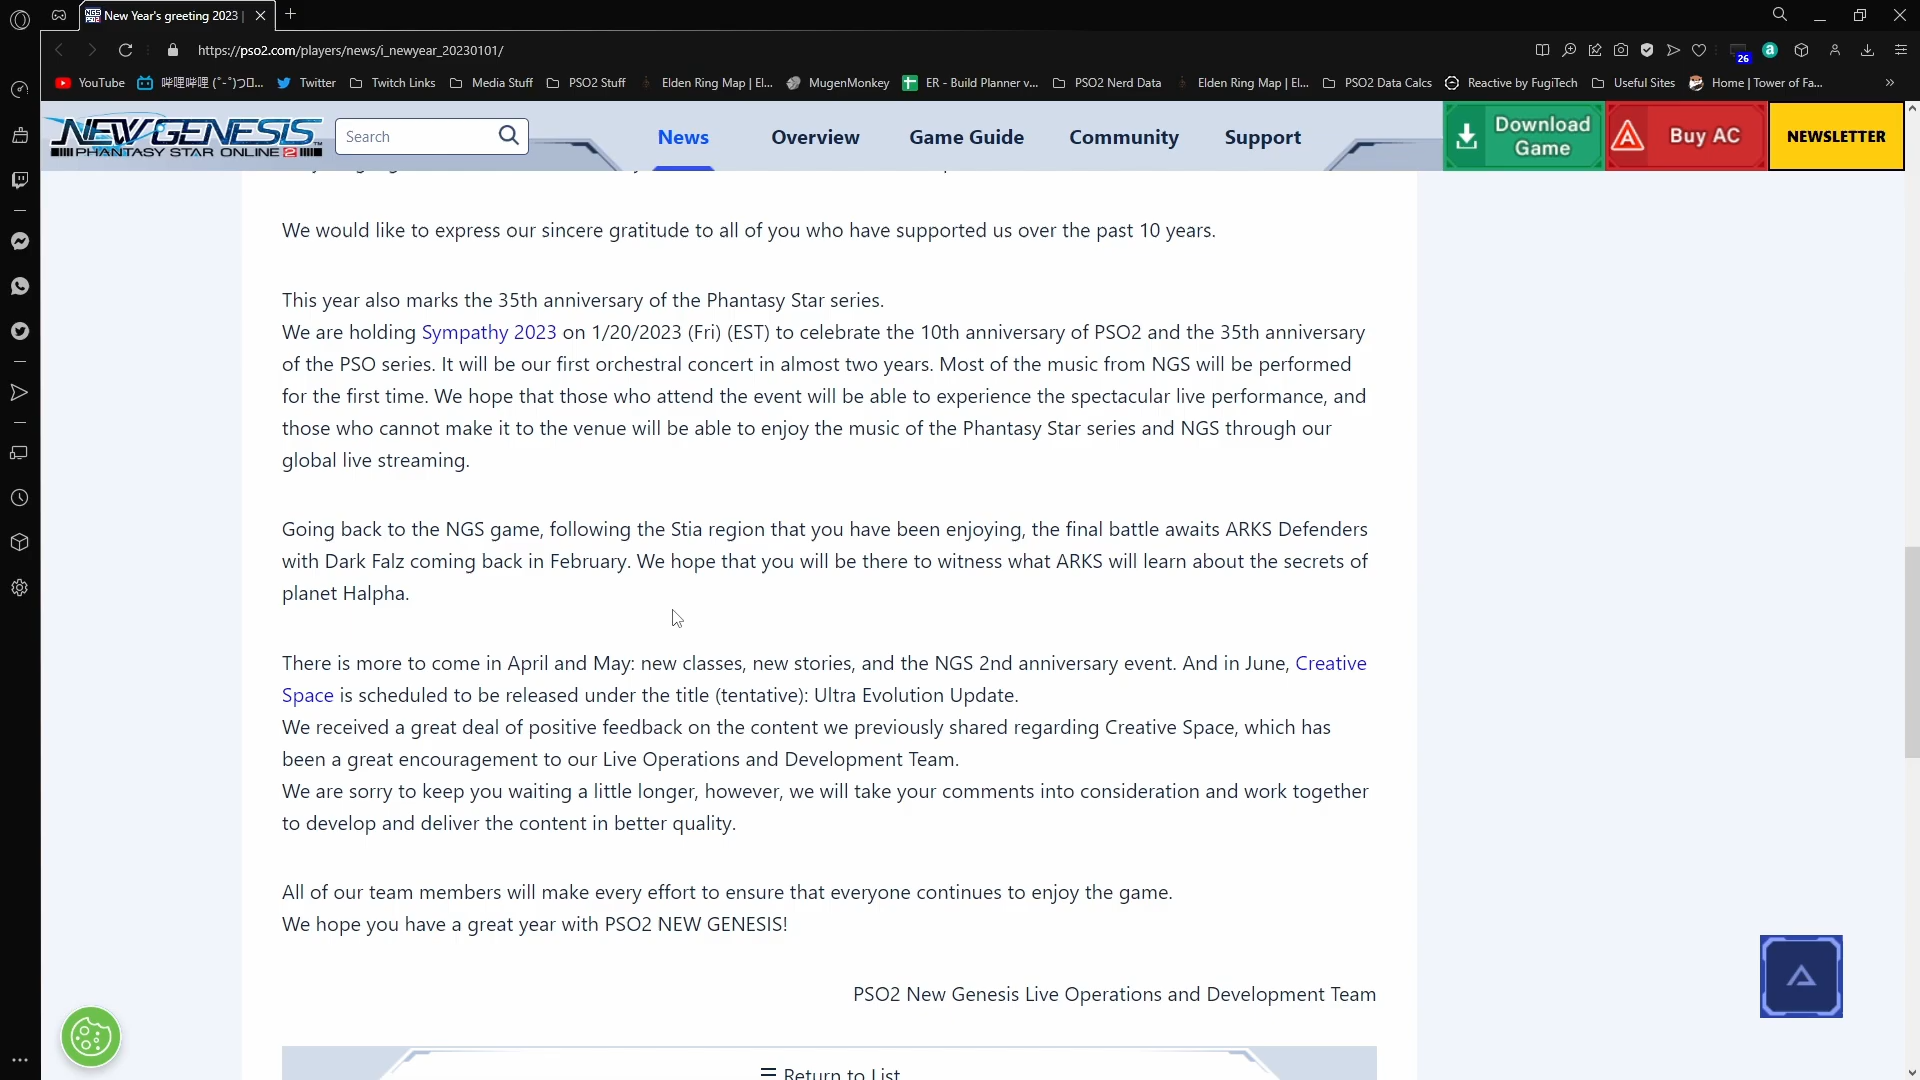 New Year's greeting 2023 |
https://pso2.com/players/news/i_newyear_20230101/
26
YouTube
哔哩哔哩 (゜-゜)つロ...
Twitter
Twitch Links
Media Stuff
PSO2 Stuff
Elden Ring Map | El...
MugenMonkey
ER - Build Planner v...
PSO2 Nerd Data
Elden Ring Map | El...
PSO2 Data Calcs
Reactive by FugiTech
Useful Sites
Home | Tower of Fa...
NEW GENESIS
PHANTASY STAR ONLINE 2
Search
News
Overview
Game Guide
Community
Support
Download
Game
Buy AC
NEWSLETTER
We would like to express our sincere gratitude to all of you who have supported us over the past 10 years.
This year also marks the 35th anniversary of the Phantasy Star series.
We are holding Sympathy 2023 on 1/20/2023 (Fri) (EST) to celebrate the 10th anniversary of PSO2 and the 35th anniversary
of the PSO series. It will be our first orchestral concert in almost two years. Most of the music from NGS will be performed
for the first time. We hope that those who attend the event will be able to experience the spectacular live performance, and
those who cannot make it to the venue will be able to enjoy the music of the Phantasy Star series and NGS through our
global live streaming.
Going back to the NGS game, following the Stia region that you have been enjoying, the final battle awaits ARKS Defenders
with Dark Falz coming back in February. We hope that you will be there to witness what ARKS will learn about the secrets of
planet Halpha.
There is more to come in April and May: new classes, new stories, and the NGS 2nd anniversary event. And in June, Creative
Space is scheduled to be released under the title (tentative): Ultra Evolution Update.
We received a great deal of positive feedback on the content we previously shared regarding Creative Space, which has
been a great encouragement to our Live Operations and Development Team.
We are sorry to keep you waiting a little longer, however, we will take your comments into consideration and work together
to develop and deliver the content in better quality.
All of our team members will make every effort to ensure that everyone continues to enjoy the game.
We hope you have a great year with PSO2 NEW GENESIS!
PSO2 New Genesis Live Operations and Development Team
Return to List